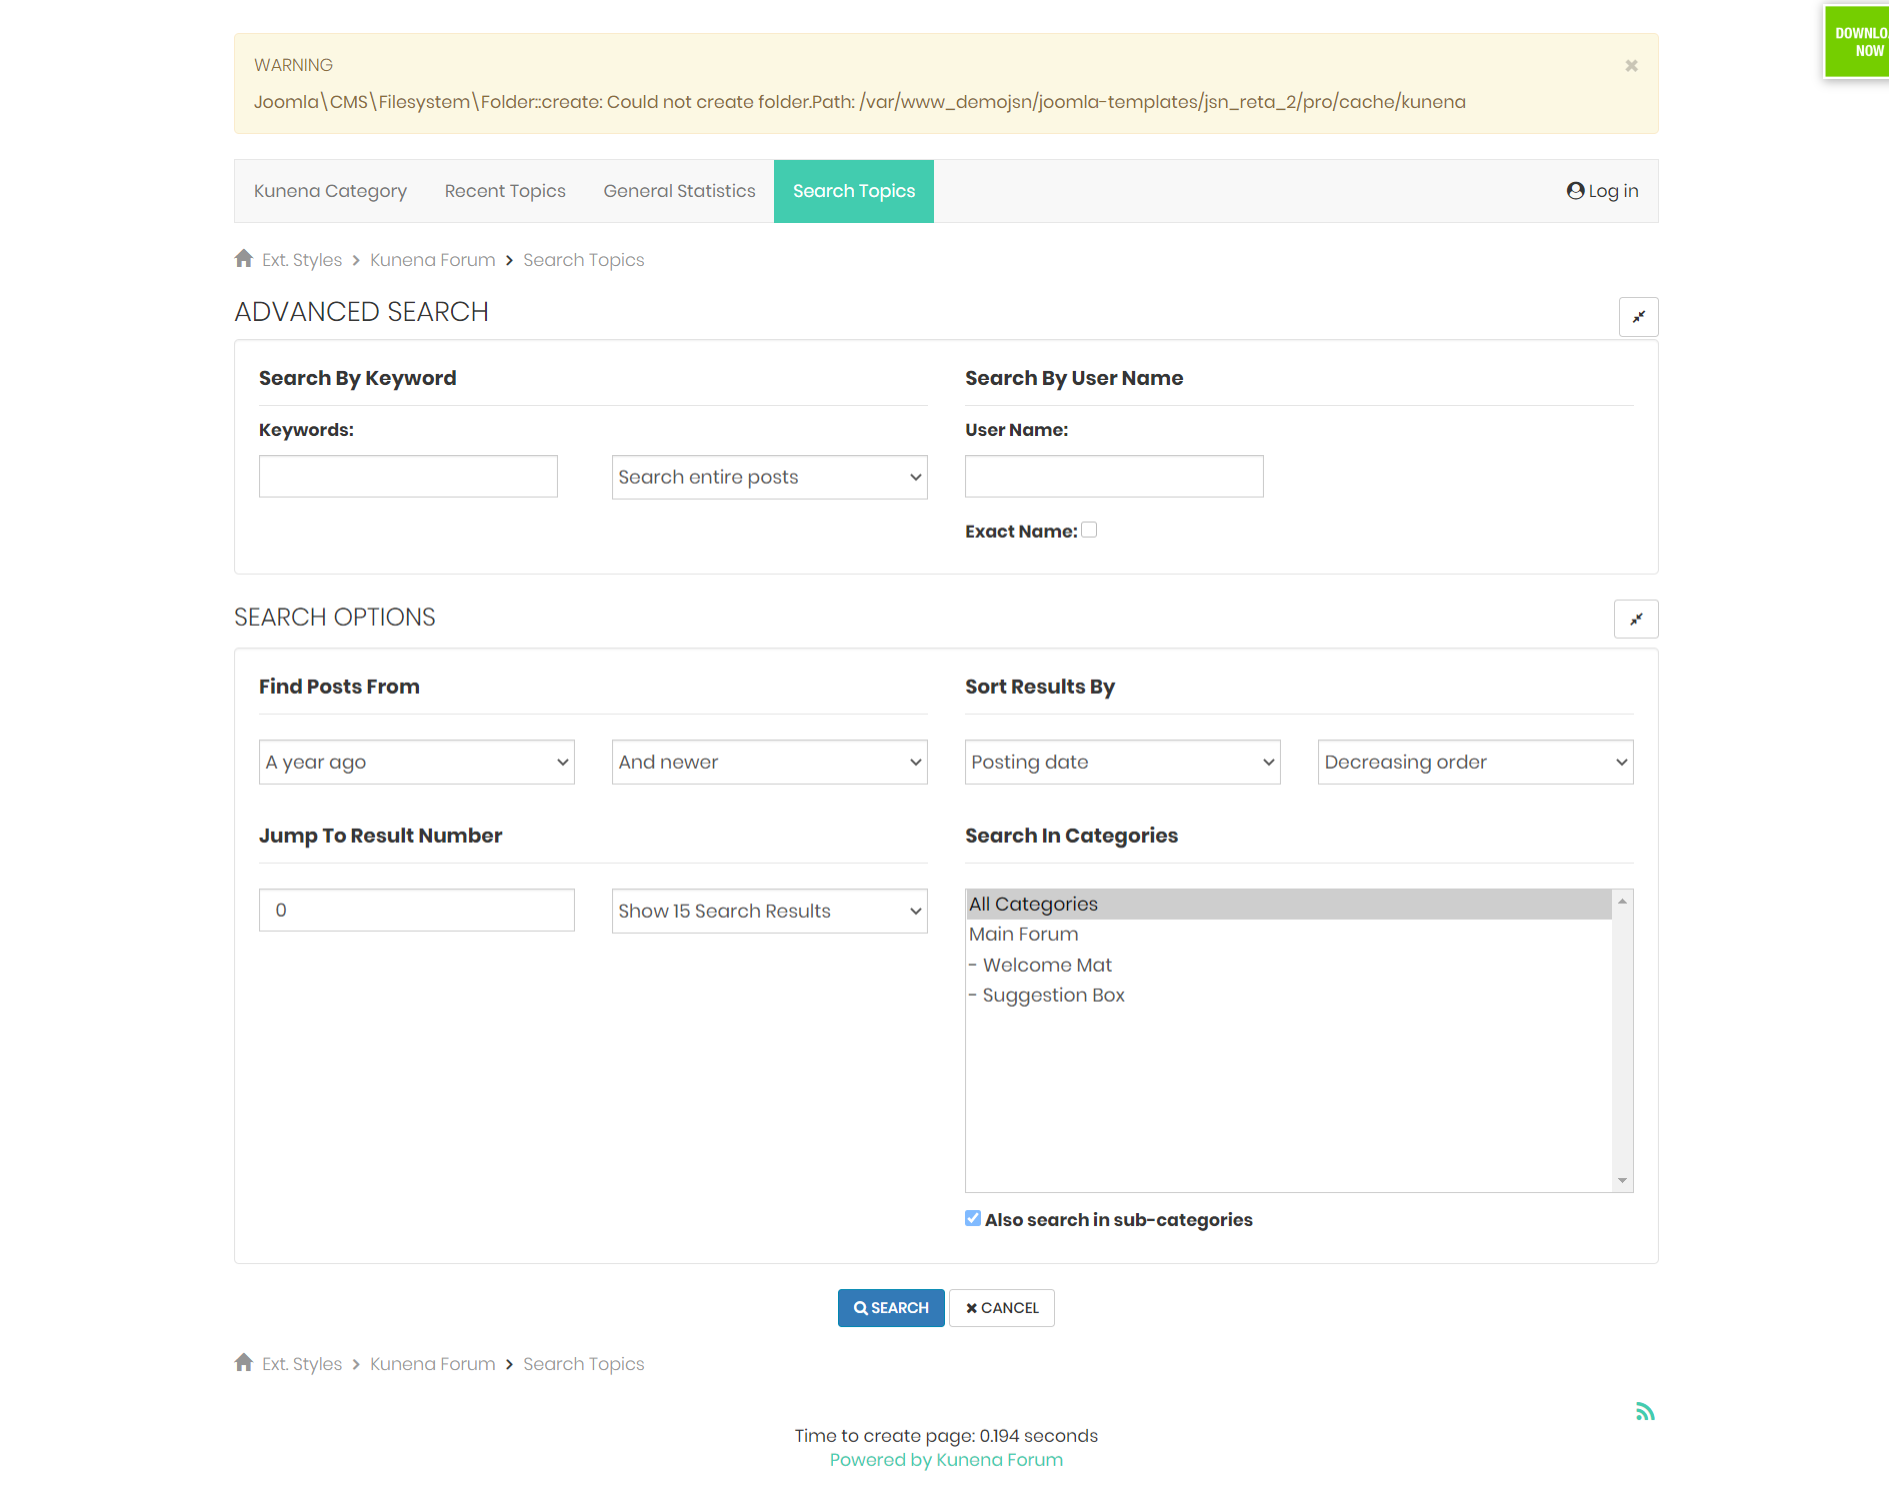 DOWNLO
NOW
WARNING
×
Joomla\CMS\Filesystem\Folder::create: Could not create folder.Path: /var/www_demojsn/joomla-templates/jsn_reta_2/pro/cache/kunena
Kunena Category Recent Topics General Statistics Search Topics Log in
Ext. Styles > Kunena Forum > Search Topics
ADVANCED SEARCH
Search By Keyword
Keywords:
Search entire posts
Search By User Name
User Name:
Exact Name:
SEARCH OPTIONS
Find Posts From
A year ago And newer
Sort Results By
Posting date Decreasing order
Jump To Result Number
0 Show 15 Search Results
Search In Categories
All Categories
Main Forum
- Welcome Mat
- Suggestion Box
Also search in sub-categories
SEARCH CANCEL
Ext. Styles > Kunena Forum > Search Topics
Time to create page: 0.194 seconds
Powered by Kunena Forum